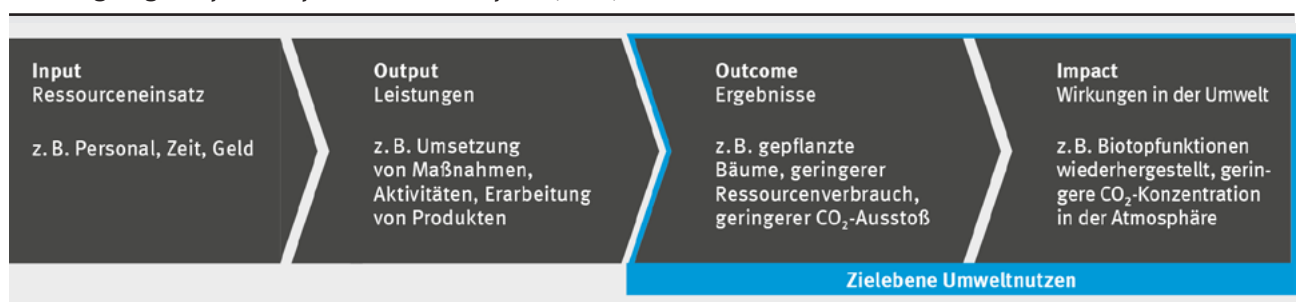 Input
Ressourceneinsatz
z. B. Personal, Zeit, Geld
Output
Leistungen
z. B. Umsetzung
von Maßnahmen,
Aktivitäten, Erarbeitung
von Produkten
Outcome
Ergebnisse
z. B. gepflanzte
Bäume, geringerer
Ressourcenverbrauch,
geringerer CO₂-Ausstoß
Impact
Wirkungen in der Umwelt
z. B. Biotopfunktionen
wiederhergestellt, gerin-
gere CO₂-Konzentration
in der Atmosphäre
Zielebene Umweltnutzen